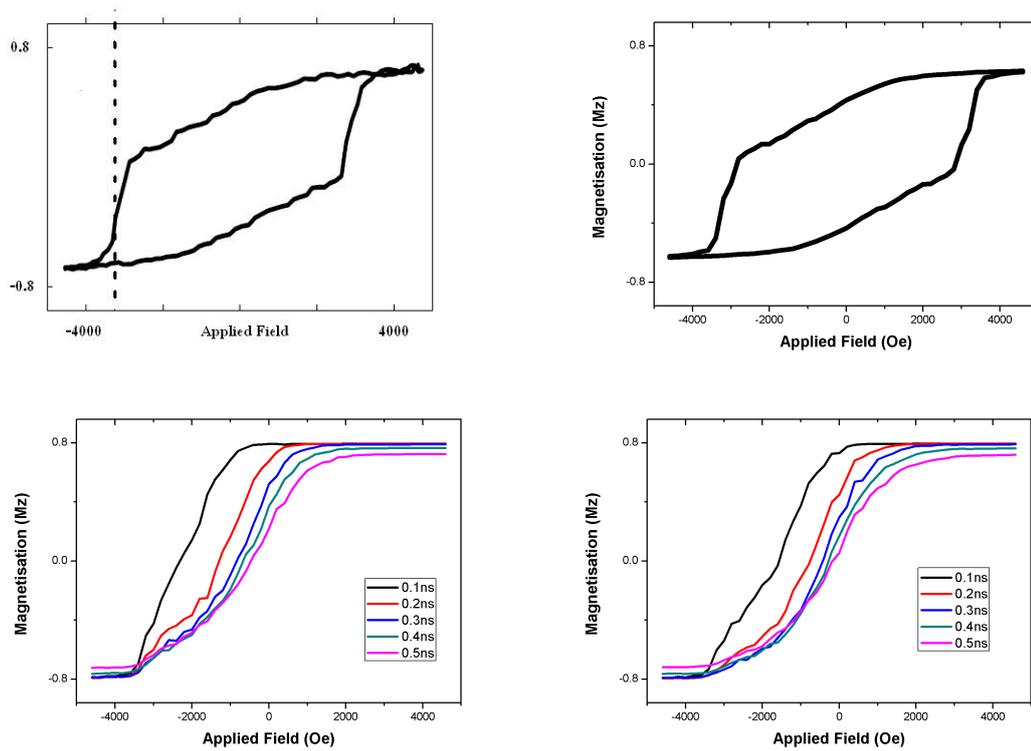 0.8
-0.8
-4000
Applied Field
4000
Magnetisation (Mz)
0.8
0.0
-0.8
-4000
-2000
0
2000
4000
Applied Field (Oe)
Magnetisation (Mz)
0.8
0.0
-0.8
0.1ns
0.2ns
0.3ns
0.4ns
0.5ns
-4000
-2000
0
2000
4000
Applied Field (Oe)
Magnetisation (Mz)
0.8
0.0
-0.8
0.1ns
0.2ns
0.3ns
0.4ns
0.5ns
-4000
-2000
0
2000
4000
Applied Field (Oe)